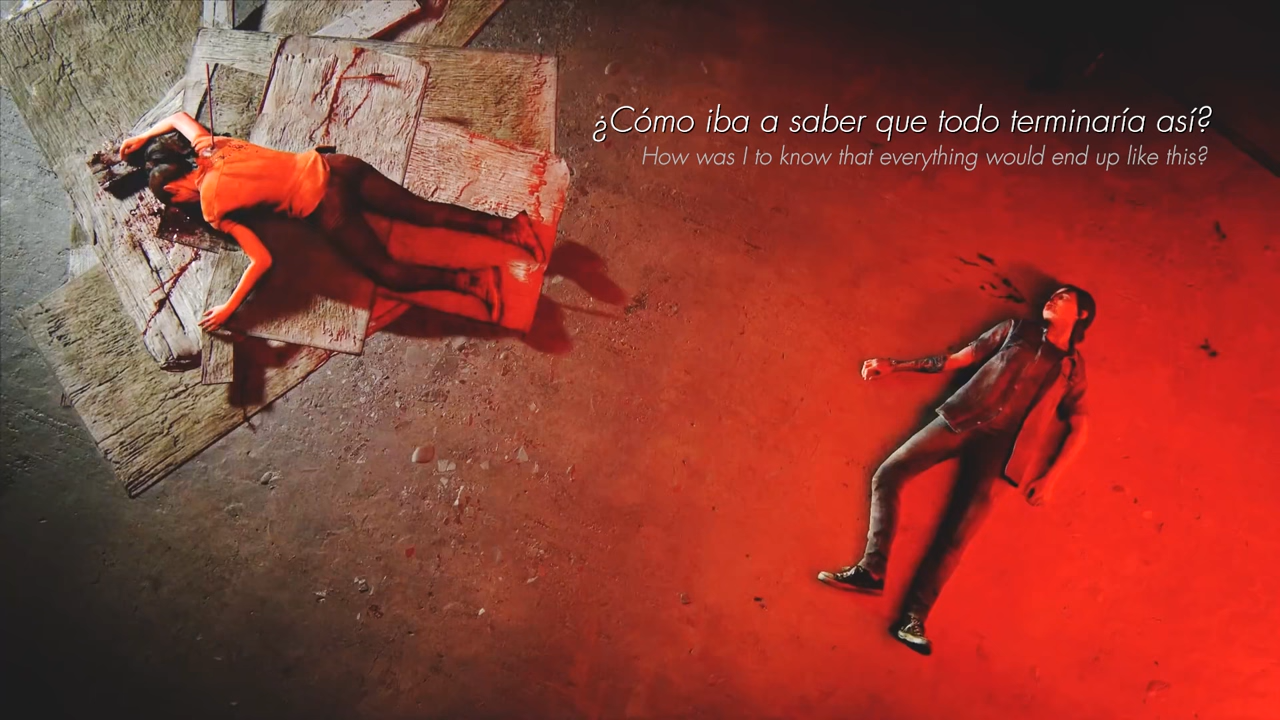 ¿Cómo iba a saber que todo terminaría así?
How was I to know that everything would end up like this?